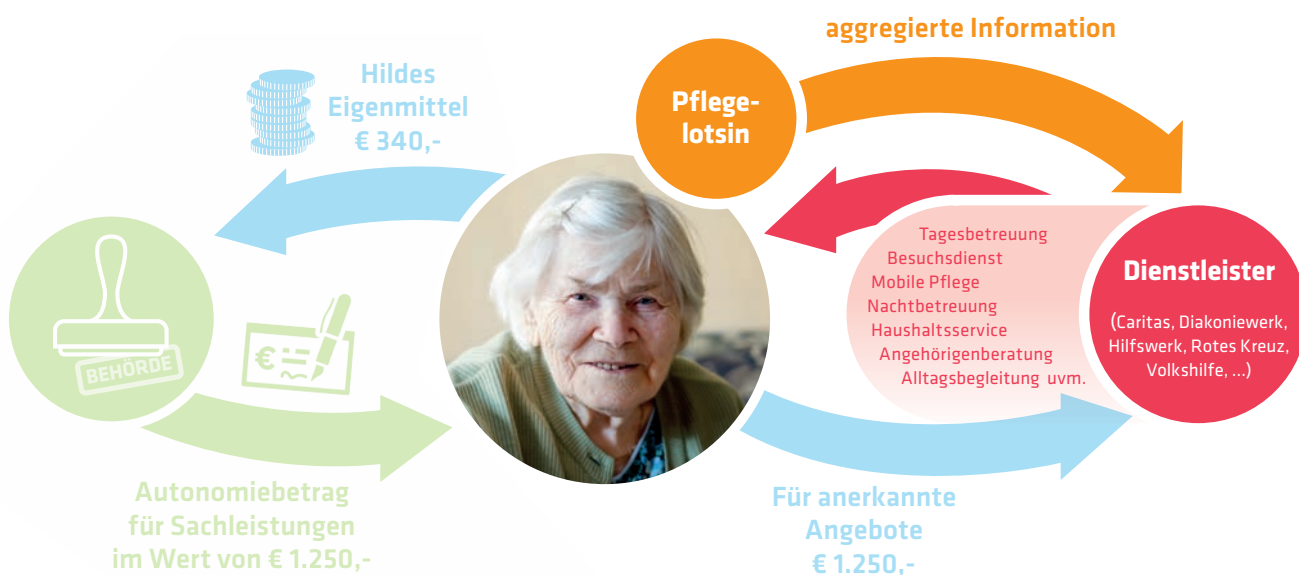 aggregierte Information
Hildes
Eigenmittel
€ 340,-
Pflege-
lotsin
Tagesbetreuung
Besuchsdienst
Mobile Pflege
Nachtbetreuung
Haushaltsservice
Angehörigenberatung
Alltagsbegleitung uvm.
Dienstleister
(Caritas, Diakoniewerk,
Hilfswerk, Rotes Kreuz,
Volkshilfe, ...)
BEHÖRDE
€
Autonomiebetrag
für Sachleistungen
im Wert von € 1.250,-
Für anerkannte
Angebote
€ 1.250,-